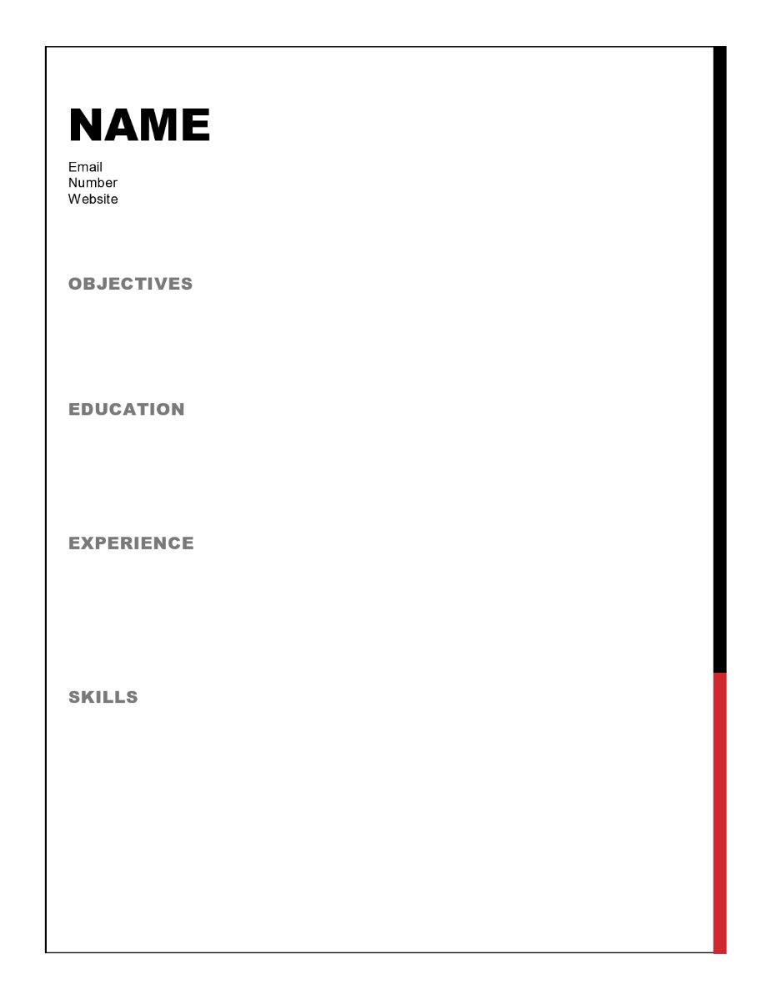 NAME
Email
Number
Website
OBJECTIVES
EDUCATION
EXPERIENCE
SKILLS